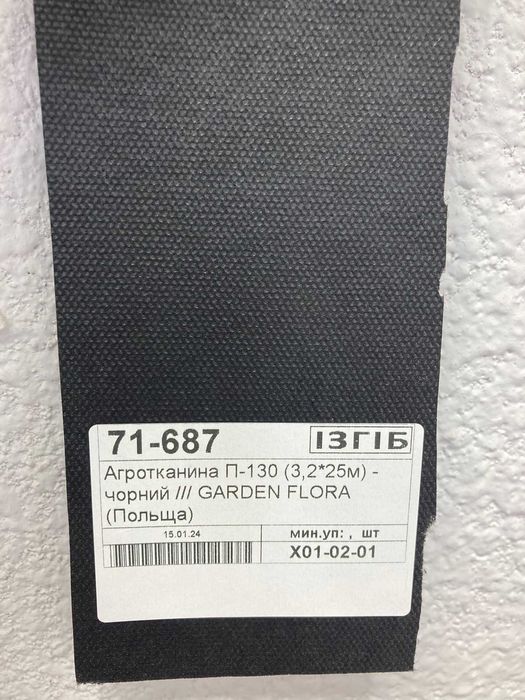 71-687
ІЗГІБ
Агротканина П-130 (3,2*25м) -
чорний /// GARDEN FLORA
(Польща)
15.01.24
мин.уп: , шт
X01-02-01